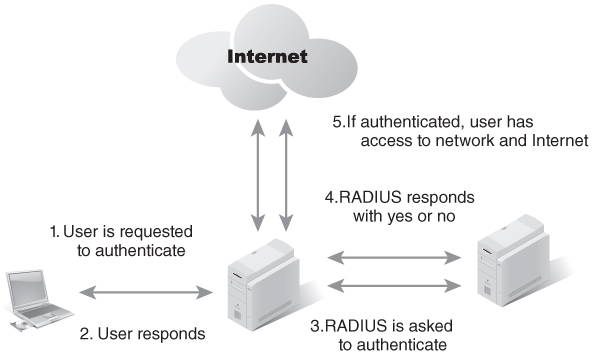 Internet
5.If authenticated, user has
access to network and Internet
4.RADIUS responds
with yes or no
1. User is requested
to authenticate
2. User responds
3.RADIUS is asked
to authenticate